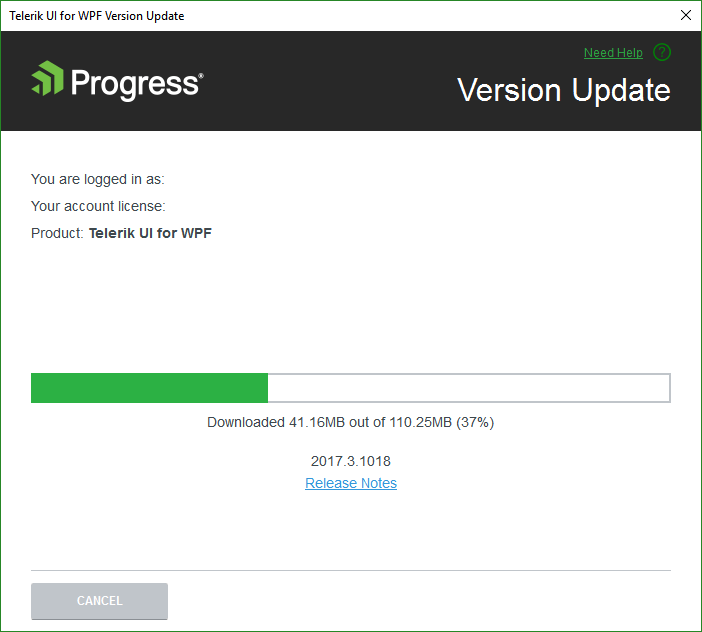 Telerik UI for WPF Version Update
Need Help ?
Progress®
Version Update
You are logged in as:
Your account license:
Product: Telerik UI for WPF
Downloaded 41.16MB out of 110.25MB (37%)
2017.3.1018
Release Notes
CANCEL